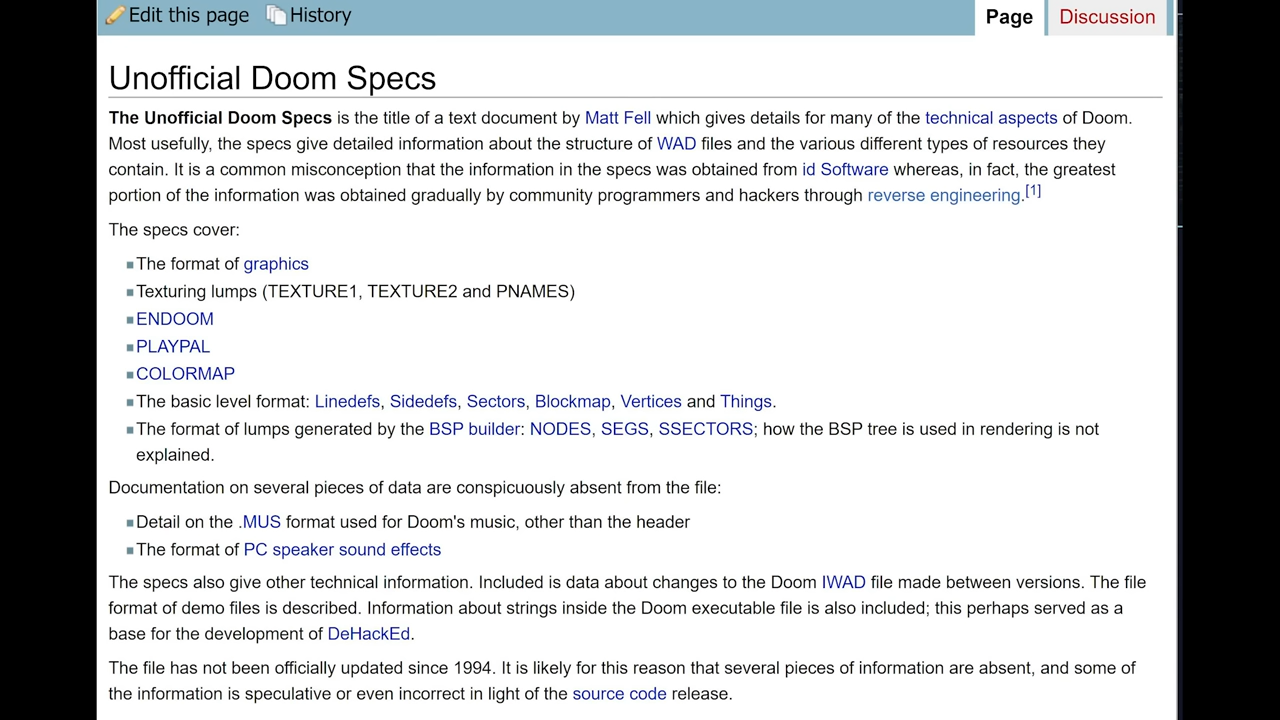 Edit this page History Page Discussion
Unofficial Doom Specs
The Unofficial Doom Specs is the title of a text document by Matt Fell which gives details for many of the technical aspects of Doom.
Most usefully, the specs give detailed information about the structure of WAD files and the various different types of resources they
contain. It is a common misconception that the information in the specs was obtained from id Software whereas, in fact, the greatest
portion of the information was obtained gradually by community programmers and hackers through reverse engineering.[1]
The specs cover:
The format of graphics
Texturing lumps (TEXTURE1, TEXTURE2 and PNAMES)
ENDOOM
PLAYPAL
COLORMAP
The basic level format: Linedefs, Sidedefs, Sectors, Blockmap, Vertices and Things.
The format of lumps generated by the BSP builder: NODES, SEGS, SSECTORS; how the BSP tree is used in rendering is not
explained.
Documentation on several pieces of data are conspicuously absent from the file:
Detail on the .MUS format used for Doom's music, other than the header
The format of PC speaker sound effects
The specs also give other technical information. Included is data about changes to the Doom IWAD file made between versions. The file
format of demo files is described. Information about strings inside the Doom executable file is also included; this perhaps served as a
base for the development of DeHackEd.
The file has not been officially updated since 1994. It is likely for this reason that several pieces of information are absent, and some of
the information is speculative or even incorrect in light of the source code release.